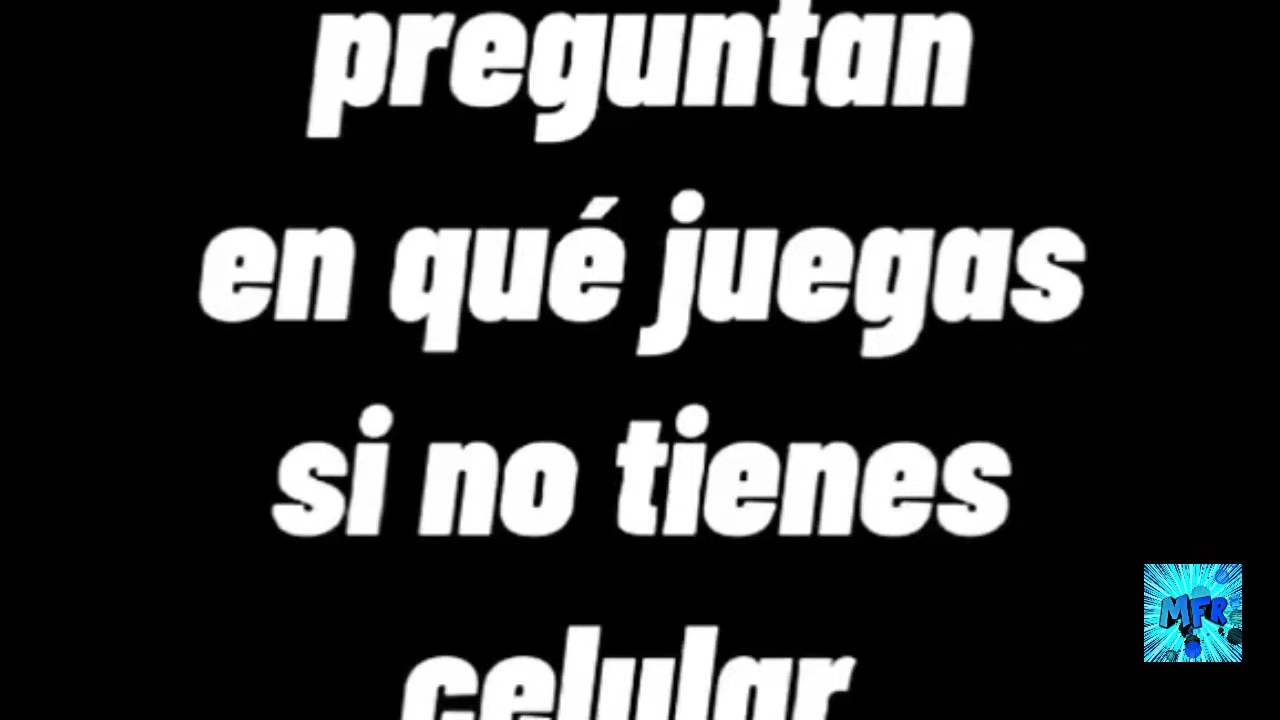 preguntan
en qué juegas
si no tienes
celular
MFR